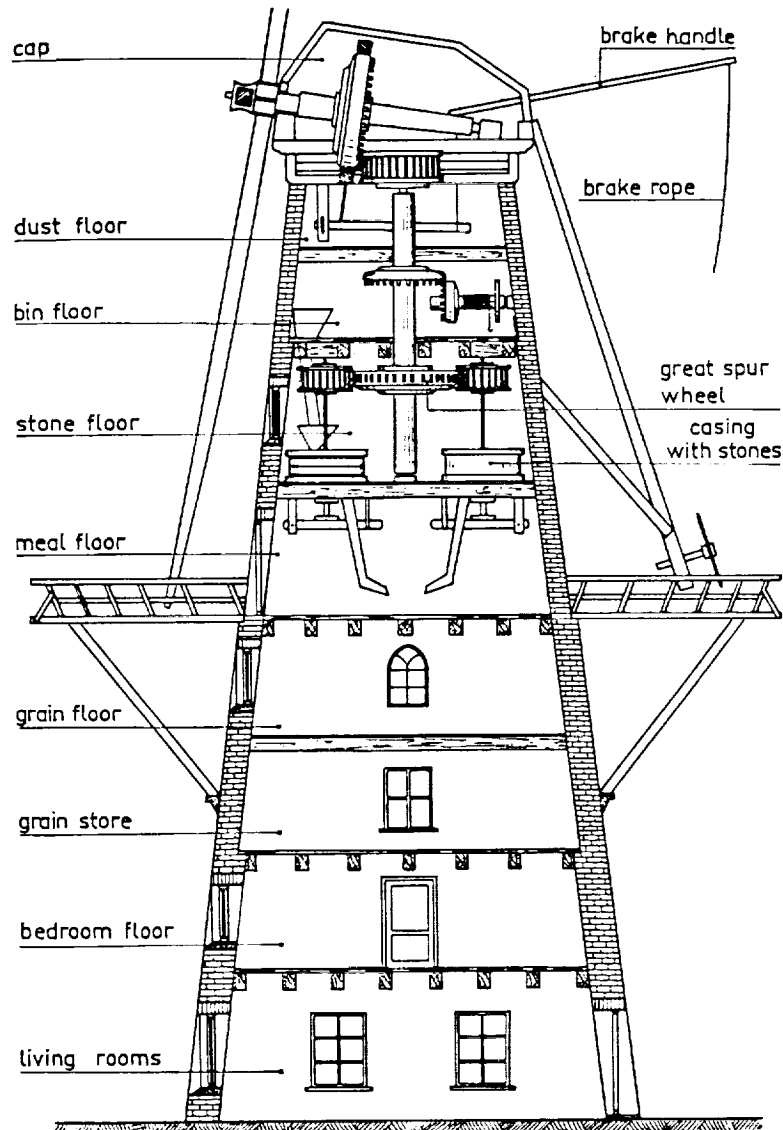 cap
brake handle
brake rope
dust floor
bin floor
great spur
wheel
stone floor
casing
with stones
meal floor
grain floor
grain store
bedroom floor
living rooms